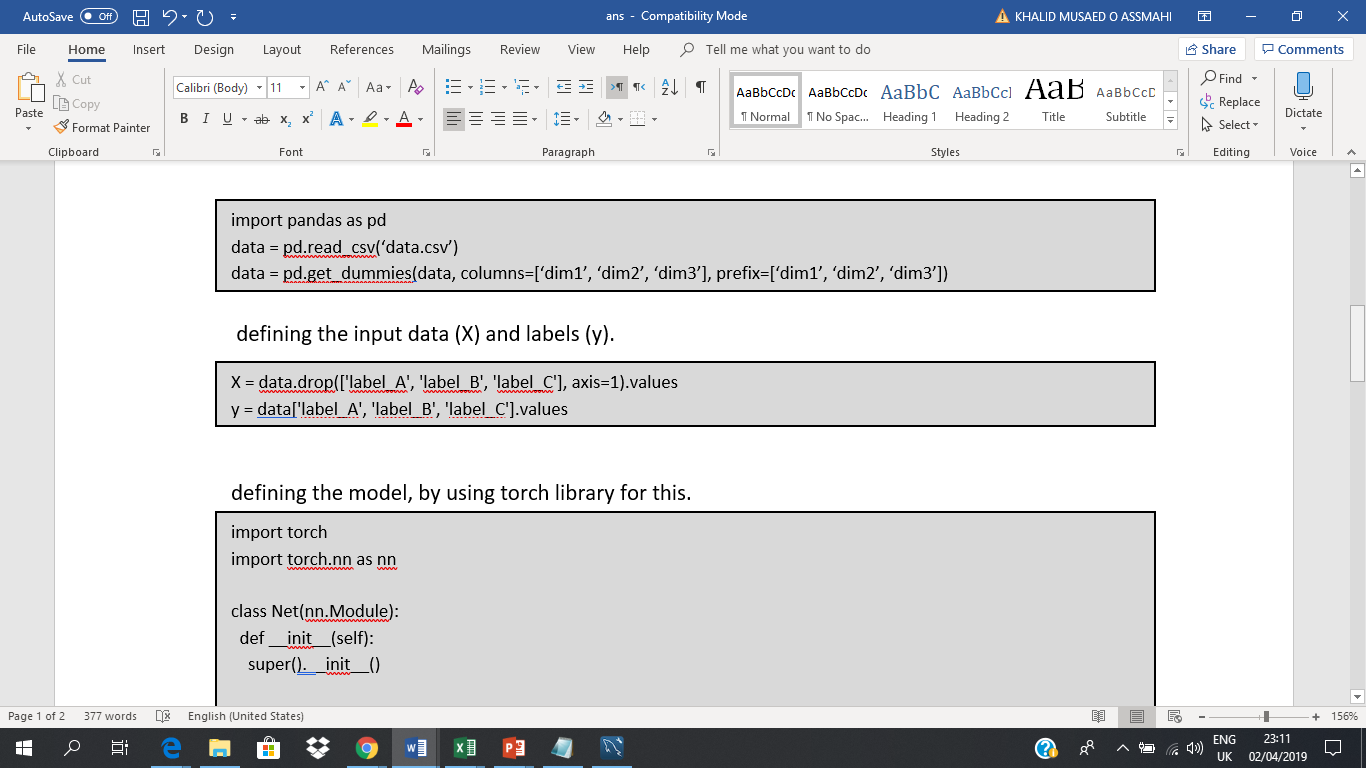 AutoSave Off
ans - Compatibility Mode
KHALID MUSAED O ASSMAHI
File Home Insert Design Layout References Mailings Review View Help Tell me what you want to do Share Comments
Paste
Cut
Copy
Format Painter
Clipboard
Calibri (Body) 11
Font
Paragraph
AaBbCcDc AaBbCcDc AaBbC AaBbCcI AaB AaBbCcD
¶ Normal ¶ No Spac... Heading 1 Heading 2 Title Subtitle
Styles
Find
Replace
Select
Editing
Dictate
Voice
import pandas as pd
data = pd.read_csv(‘data.csv’)
data = pd.get_dummies(data, columns=[‘dim1’, ‘dim2’, ‘dim3’], prefix=[‘dim1’, ‘dim2’, ‘dim3’])
defining the input data (X) and labels (y).
X = data.drop(['label_A', 'label_B', 'label_C'], axis=1).values
y = data['label_A', 'label_B', 'label_C'].values
defining the model, by using torch library for this.
import torch
import torch.nn as nn
class Net(nn.Module):
def __init__(self):
super().__init__()
Page 1 of 2 377 words English (United States) 156%
ENG
UK
23:11
02/04/2019